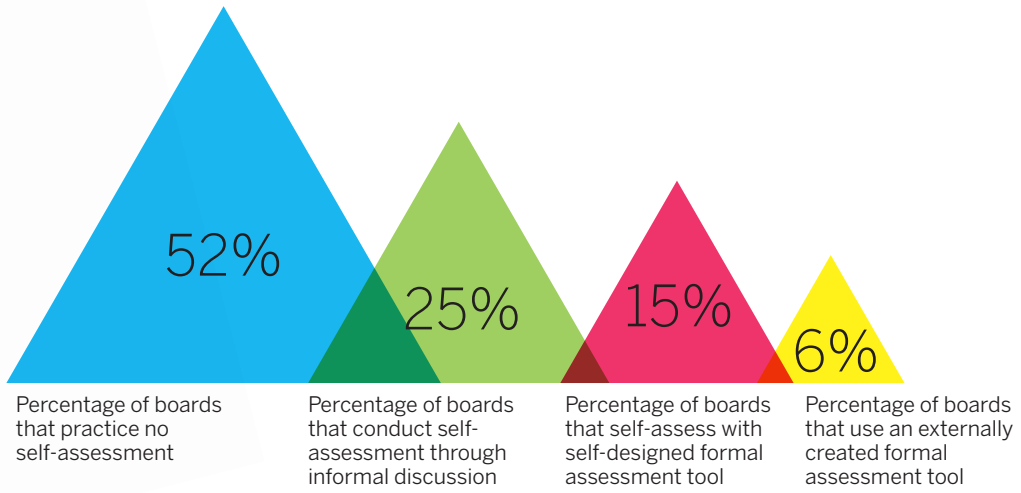 52%
25%
15%
6%
Percentage of boards
that practice no
self-assessment
Percentage of boards
that conduct self-
assessment through
informal discussion
Percentage of boards
that self-assess with
self-designed formal
assessment tool
Percentage of boards
that use an externally
created formal
assessment tool